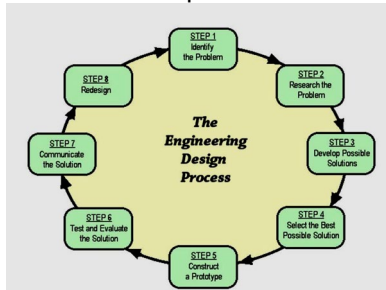 The
Engineering
Design
Process
STEP 1
Identify
the Problem
STEP 2
Research the
Problem
STEP 3
Develop Possible
Solutions
STEP 4
Select the Best
Possible Solution
STEP 5
Construct
a Prototype
STEP 6
Test and Evaluate
the Solution
STEP 7
Communicate
the Solution
STEP 8
Redesign